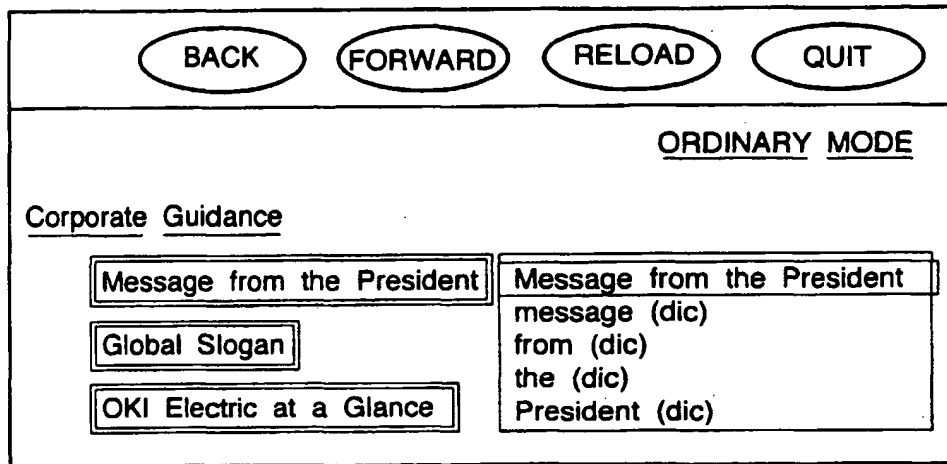 BACK FORWARD RELOAD QUIT
ORDINARY MODE
Corporate Guidance
Message from the President
Global Slogan
OKI Electric at a Glance
Message from the President
message (dic)
from (dic)
the (dic)
President (dic)